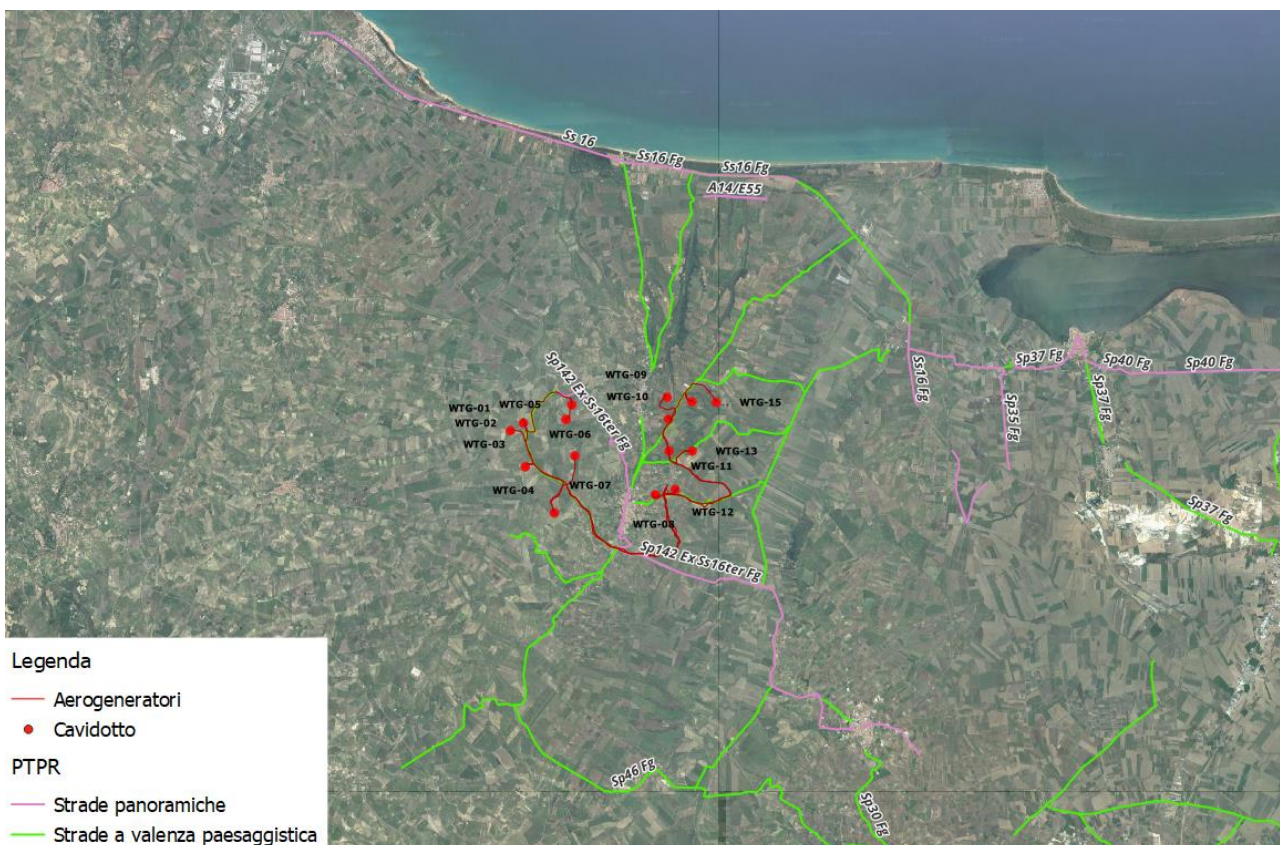 Ss 16
Ss16 Fg
Ss16 Fg
A14/E55
Sp142 Ex Ss16ter Fg
Ss16 Fg
Sp37 Fg
Sp40 Fg
Sp40 Fg
Sp35 Fg
Sp37 Fg
WTG-09
WTG-10
WTG-15
WTG-01
WTG-05
WTG-02
WTG-06
WTG-03
WTG-13
WTG-11
WTG-04
WTG-07
WTG-08
WTG-12
Sp37 Fg
Sp142 Ex Ss16ter Fg
Sp46 Fg
Sp30 Fg
Legenda
Aerogeneratori
Cavidotto
PTPR
Strade panoramiche
Strade a valenza paesaggistica